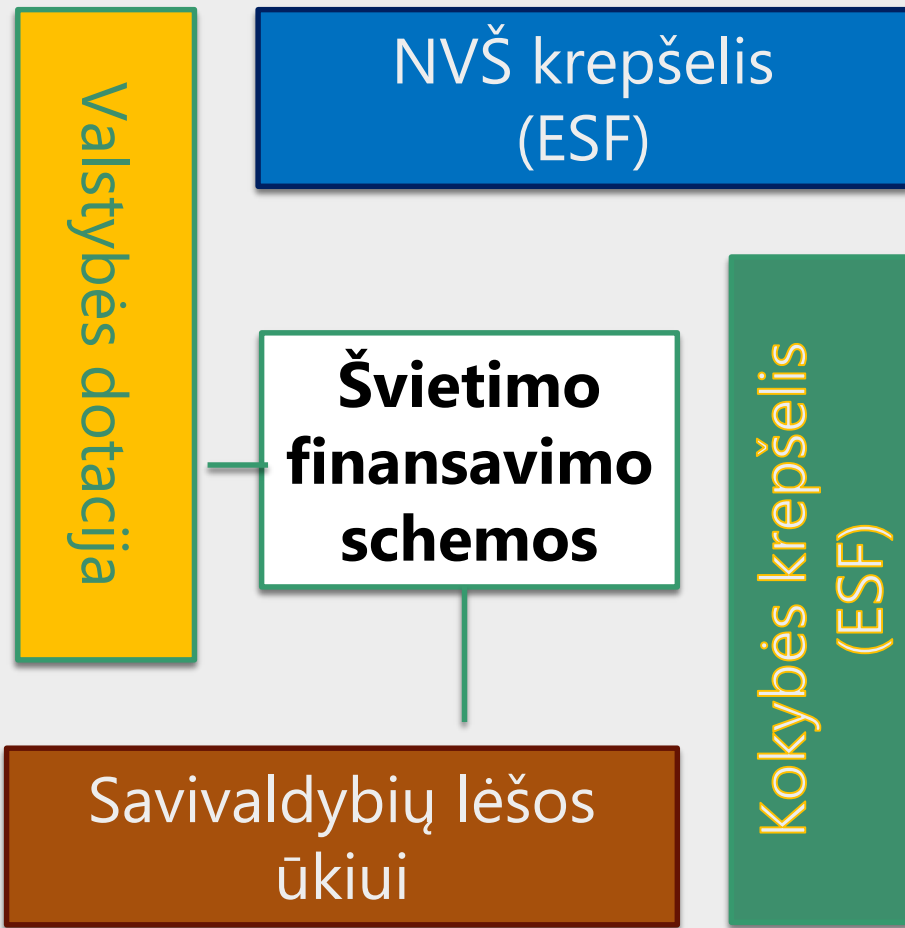 Valstybės dotacija
NVŠ krepšelis
(ESF)
Švietimo
finansavimo
schemos
Kokybės krepšelis
(ESF)
Savivaldybių lėšos
ūkiui